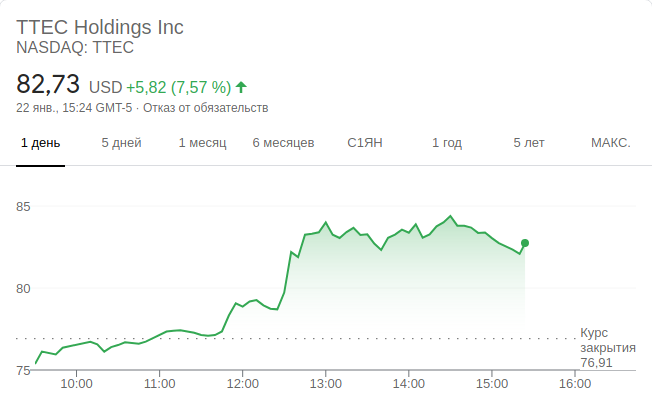 TTEC Holdings Inc
NASDAQ: TTEC
82,73 USD +5,82 (7,57 %)
22 янв., 15:24 GMT-5 · Отказ от обязательств
1 день 5 дней 1 месяц 6 месяцев С1ЯН 1 год 5 лет МАКС.
85
80
Курс
закрытия
76,91
75
10:00 11:00 12:00 13:00 14:00 15:00 16:00